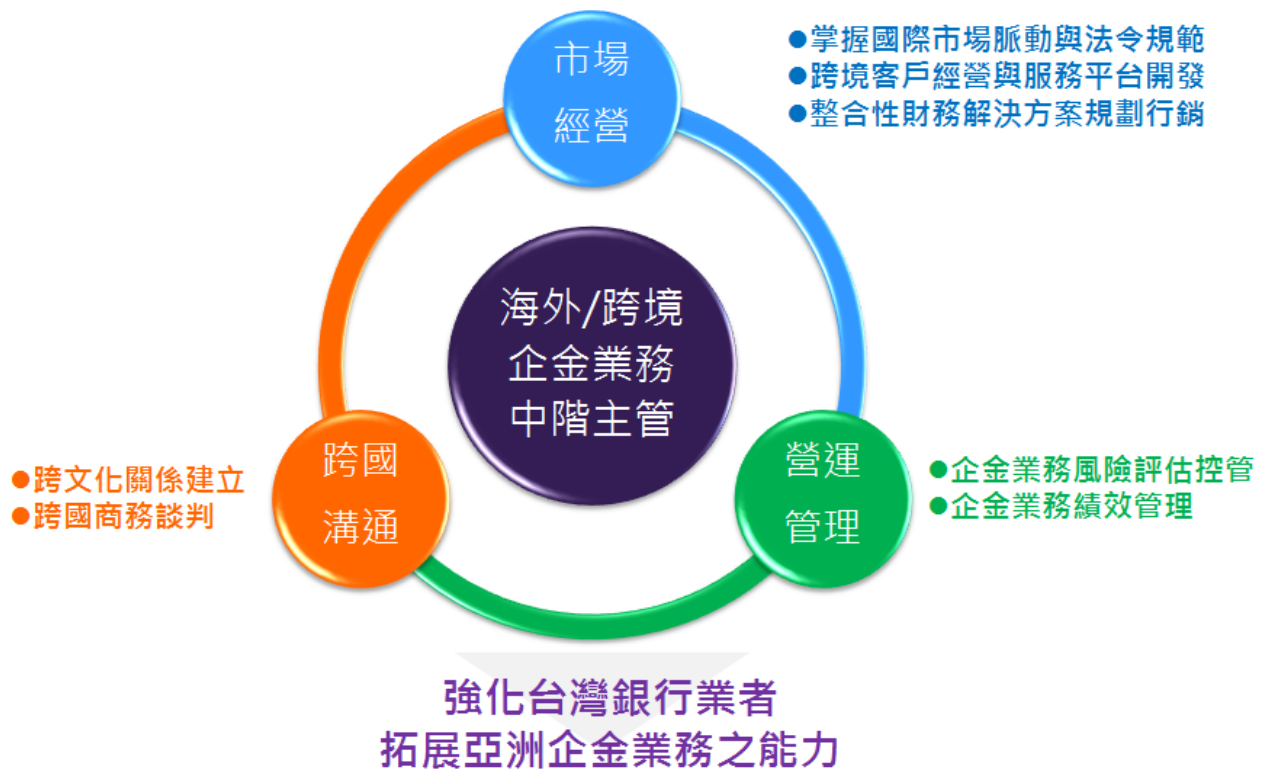 市場
經營
●掌握國際市場脈動與法令規範
●跨境客戶經營與服務平台開發
●整合性財務解決方案規劃行銷
海外/跨境
企金業務
中階主管
跨國
溝通
●跨文化關係建立
●跨國商務談判
營運
管理
●企金業務風險評估控管
●企金業務績效管理
強化台灣銀行業者
拓展亞洲企金業務之能力